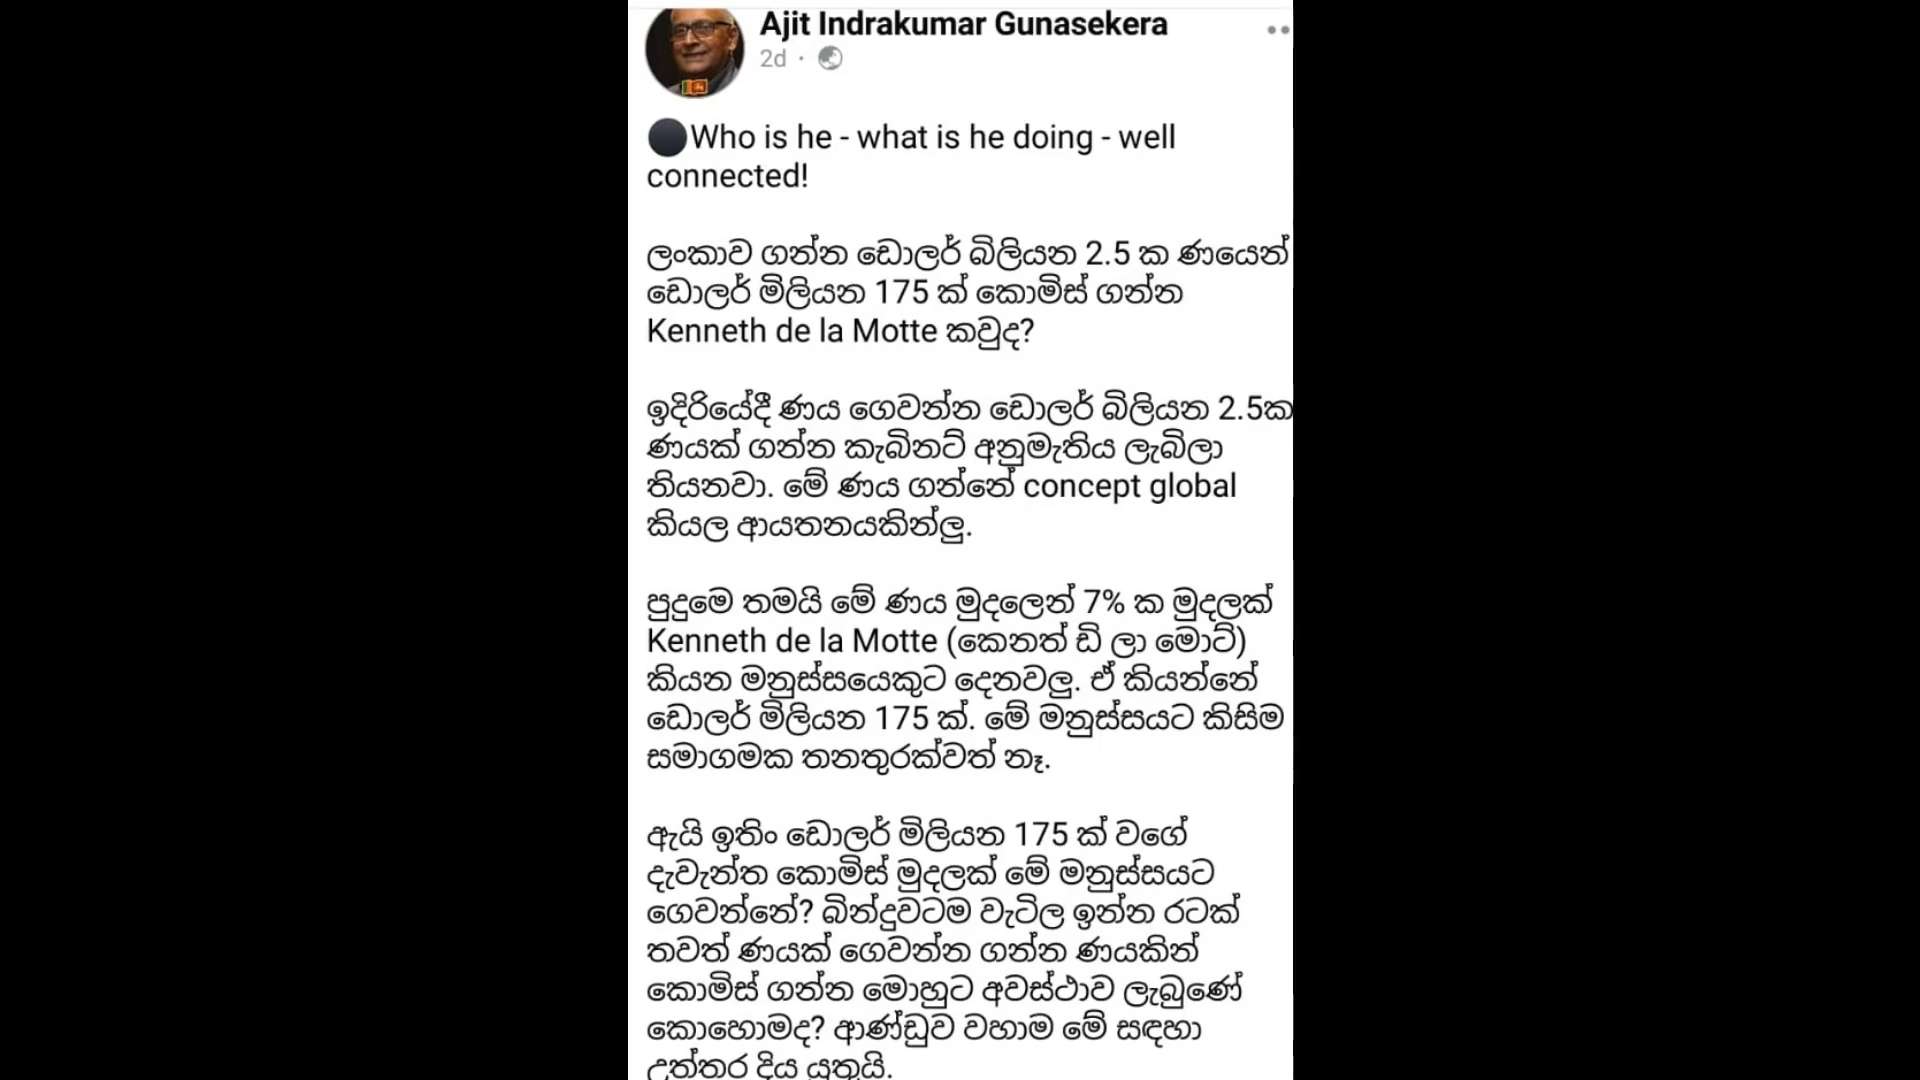 Ajit Indrakumar Gunasekera
2d ·
Who is he - what is he doing - well
connected!
ලංකාව ගන්න ඩොලර් බිලියන 2.5 ක ණයෙන්
ඩොලර් මිලියන 175 ක් කොමිස් ගන්න
Kenneth de la Motte කවුද?
ඉදිරියේදී ණය ගෙවන්න ඩොලර් බිලියන 2.5ක
ණයක් ගන්න කැබිනට් අනුමැතිය ලැබිලා
තියනවා. මේ ණය ගන්නේ concept global
කියල ආයතනයකින්ලු.
පුදුමෙ තමයි මේ ණය මුදලෙන් 7% ක මුදලක්
Kenneth de la Motte (කෙනත් ඩි ලා මොට්)
කියන මනුස්සයෙකුට දෙනවලු. ඒ කියන්නේ
ඩොලර් මිලියන 175 ක්. මේ මනුස්සයට කිසිම
සමාගමක තනතුරක්වත් නෑ.
ඇයි ඉතිං ඩොලර් මිලියන 175 ක් වගේ
දැවැන්ත කොමිස් මුදලක් මේ මනුස්සයට
ගෙවන්නේ? බින්දුවටම වැටිල ඉන්න රටක්
තවත් ණයක් ගෙවන්න ගන්න ණයකින්
කොමිස් ගන්න මොහුට අවස්ථාව ලැබුණේ
කොහොමද? ආණ්ඩුව වහාම මේ සඳහා
උත්තර දිය යුතුයි.